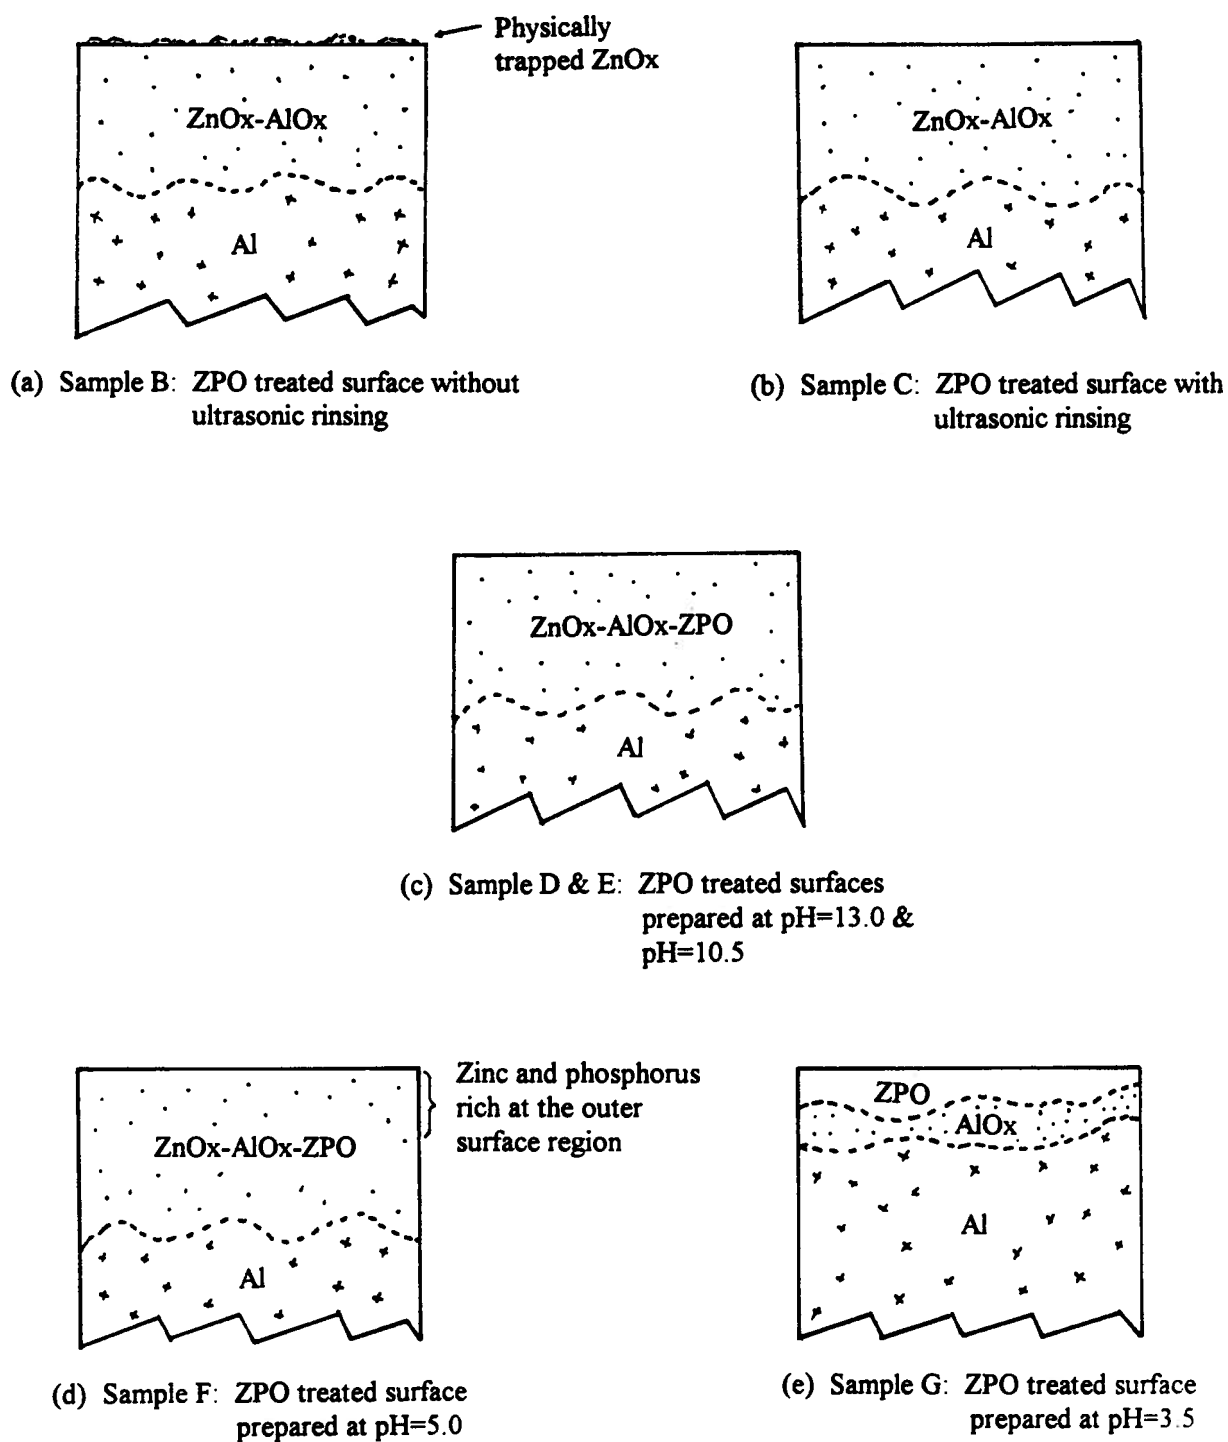 Physically
trapped ZnOx
ZnOx-AlOx
Al
(a) Sample B: ZPO treated surface without
ultrasonic rinsing
ZnOx-AlOx
Al
(b) Sample C: ZPO treated surface with
ultrasonic rinsing
ZnOx-AlOx-ZPO
Al
(c) Sample D & E: ZPO treated surfaces
prepared at pH=13.0 &
pH=10.5
Zinc and phosphorus
rich at the outer
surface region
ZnOx-AlOx-ZPO
Al
(d) Sample F: ZPO treated surface
prepared at pH=5.0
ZPO
AlOx
Al
(e) Sample G: ZPO treated surface
prepared at pH=3.5